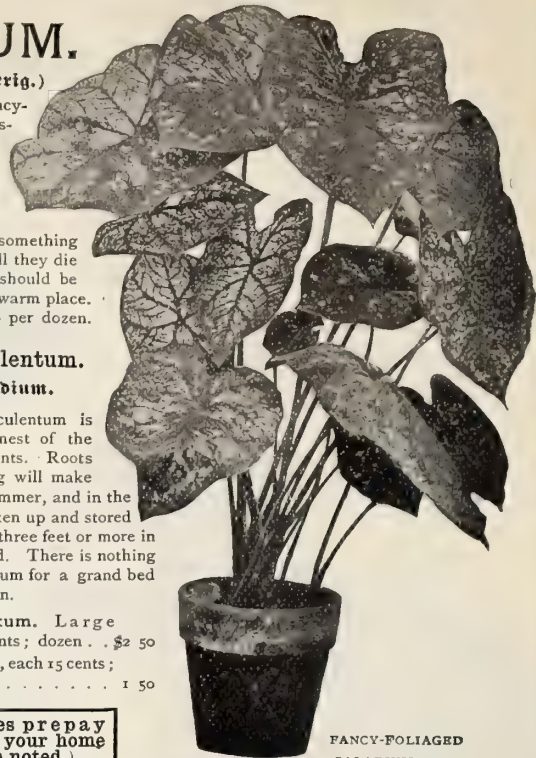 UM.
rig.)
ncy-
s-
something
ll they die
should be
warm place.
per dozen.
lentum.
dium.
culentum is
nest of the
nts. Roots
g will make
mmer, and in the
ken up and stored
three feet or more in
d. There is nothing
um for a grand bed
n.
tum. Large
nts; dozen . . $2 50
, each 15 cents;
. . . . . . . . 1 50
es prepay
your home
noted.)
FANCY-FOLIAGED